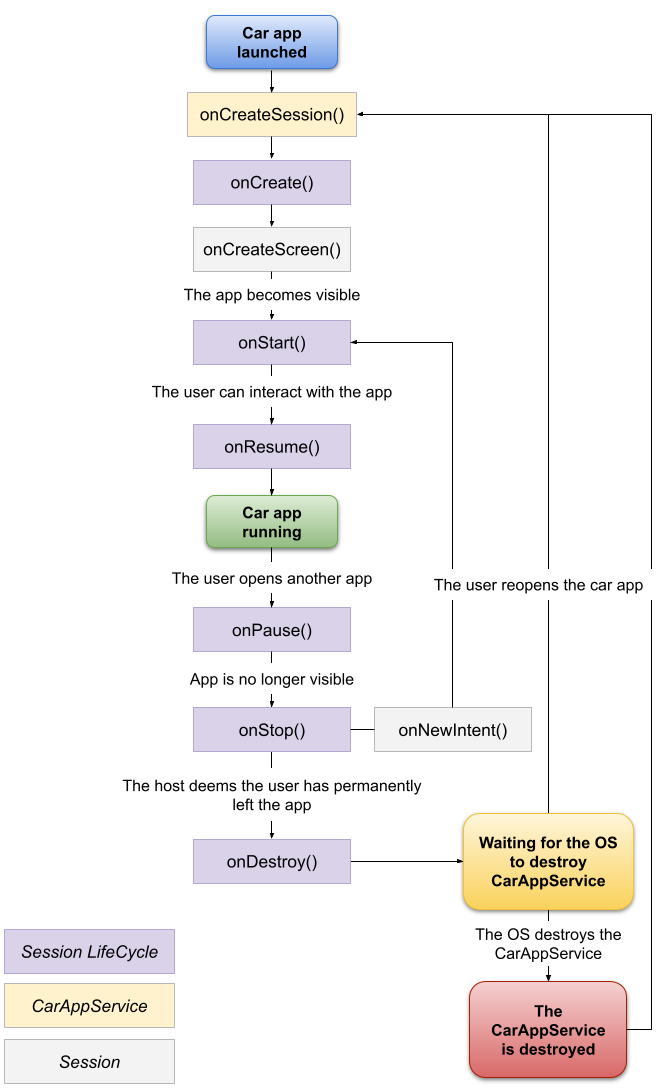 Car app
launched
onCreateSession()
onCreate()
onCreateScreen()
The app becomes visible
onStart()
The user can interact with the app
onResume()
Car app
running
The user opens another app
The user reopens the car app
onPause()
App is no longer visible
onStop()
onNewIntent()
The host deems the user has permanently
left the app
onDestroy()
Waiting for the OS
to destroy
CarAppService
The OS destroys the
CarAppService
The
CarAppService
is destroyed
Session LifeCycle
CarAppService
Session